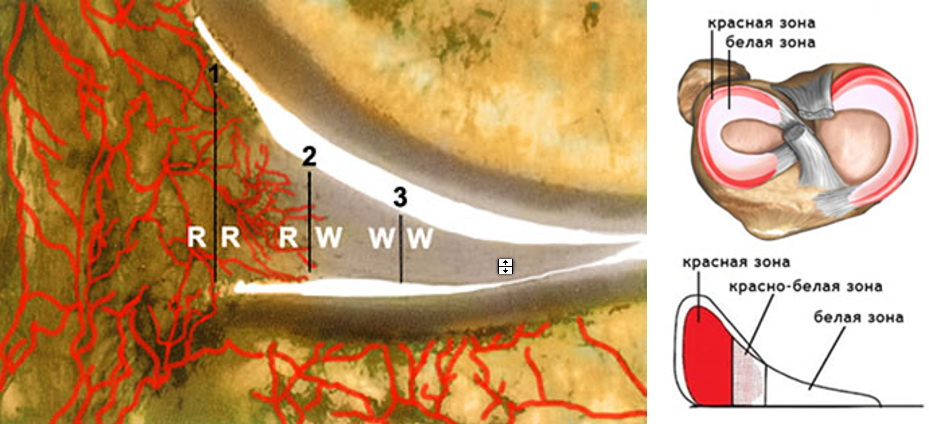 1
2
3
R R R W W W
красная зона
белая зона
красная зона
красно-белая зона
белая зона